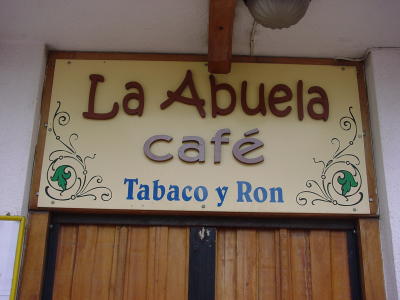 La Abuela
café
Tabaco y Ron